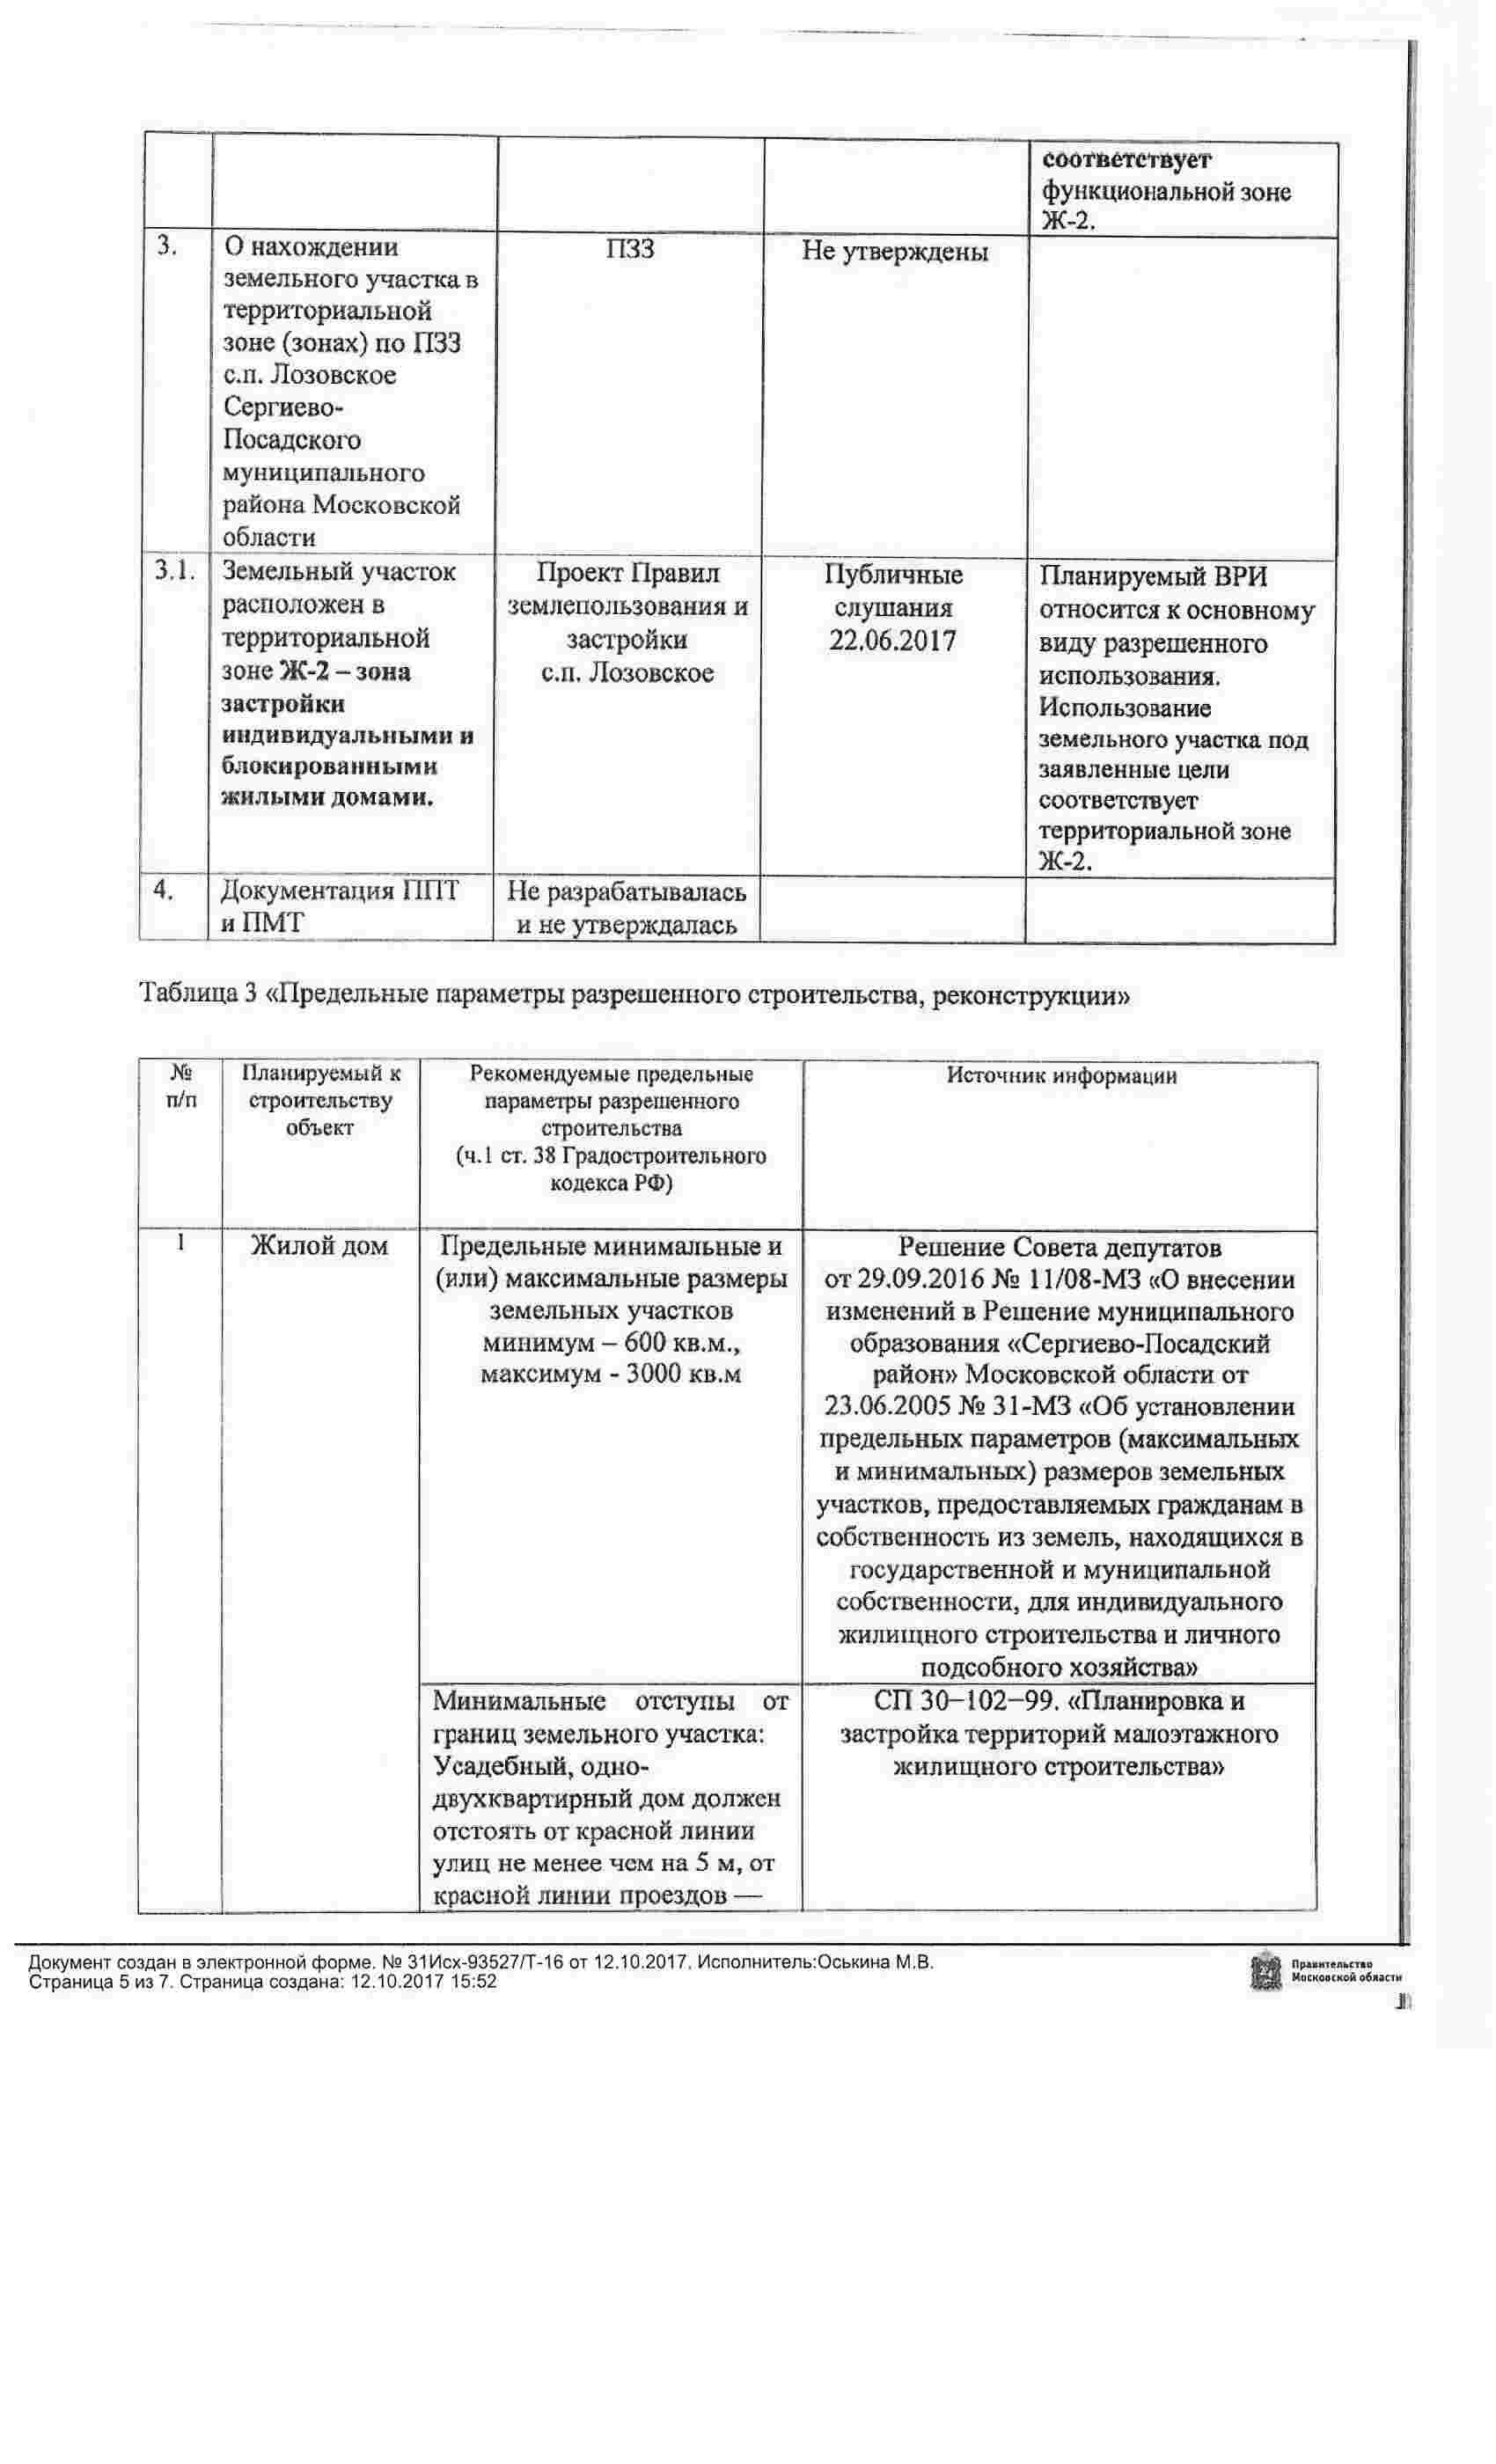 соответствует
функциональной зоне
Ж-2.
3.
О нахождении
земельного участка в
территориальной
зоне (зонах) по ПЗЗ
с.п. Лозовское
Сергиево-
Посадского
муниципального
района Московской
области
ПЗЗ
Не утверждены
3.1.
Земельный участок
расположен в
территориальной
зоне Ж-2 – зона
застройки
индивидуальными и
блокированными
жилыми домами.
Проект Правил
землепользования и
застройки
с.п. Лозовское
Публичные
слушания
22.06.2017
Планируемый ВРИ
относится к основному
виду разрешенного
использования.
Использование
земельного участка под
заявленные цели
соответствует
территориальной зоне
Ж-2.
4.
Документация ППТ
и ПМТ
Не разрабатывалась
и не утверждалась
Таблица 3 «Предельные параметры разрешенного строительства, реконструкции»
№
п/п
Планируемый к
строительству
объект
Рекомендуемые предельные
параметры разрешенного
строительства
(ч.1 ст. 38 Градостроительного
кодекса РФ)
Источник информации
1
Жилой дом
Предельные минимальные и
(или) максимальные размеры
земельных участков
минимум – 600 кв.м.,
максимум - 3000 кв.м
Решение Совета депутатов
от 29.09.2016 № 11/08-МЗ «О внесении
изменений в Решение муниципального
образования «Сергиево-Посадский
район» Московской области от
23.06.2005 № 31-МЗ «Об установлении
предельных параметров (максимальных
и минимальных) размеров земельных
участков, предоставляемых гражданам в
собственность из земель, находящихся в
государственной и муниципальной
собственности, для индивидуального
жилищного строительства и личного
подсобного хозяйства»
Минимальные отступы от
границ земельного участка:
Усадебный, одно-
двухквартирный дом должен
отстоять от красной линии
улиц не менее чем на 5 м, от
красной линии проездов —
СП 30–102–99. «Планировка и
застройка территорий малоэтажного
жилищного строительства»
Документ создан в электронной форме. № 31Исх-93527/Т-16 от 12.10.2017. Исполнитель:Оськина М.В.
Страница 5 из 7. Страница создана: 12.10.2017 15:52
Правительство
Московской области